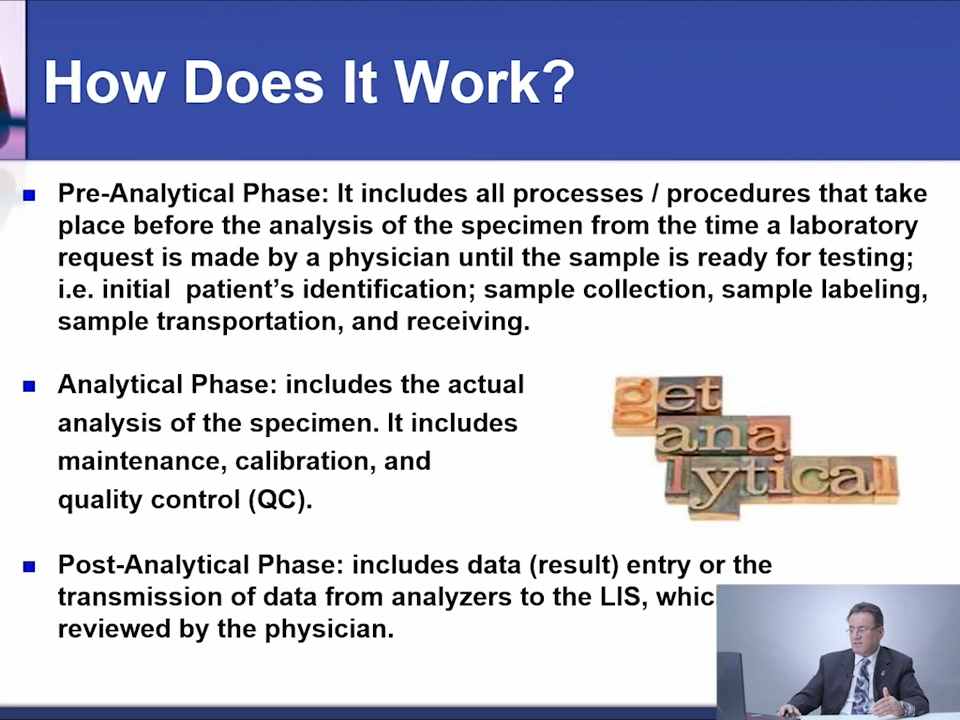 How Does It Work?
Pre-Analytical Phase: It includes all processes / procedures that take
place before the analysis of the specimen from the time a laboratory
request is made by a physician until the sample is ready for testing;
i.e. initial patient’s identification; sample collection, sample labeling,
sample transportation, and receiving.
Analytical Phase: includes the actual
analysis of the specimen. It includes
maintenance, calibration, and
quality control (QC).
get
ana
lytical
Post-Analytical Phase: includes data (result) entry or the
transmission of data from analyzers to the LIS, whic
reviewed by the physician.